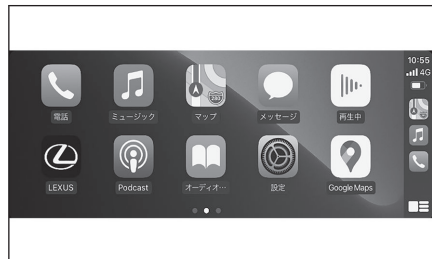 10:55
4G
電話
ミュージック
マップ
メッセージ
再生中
LEXUS
Podcast
オーディオ…
設定
Google Maps